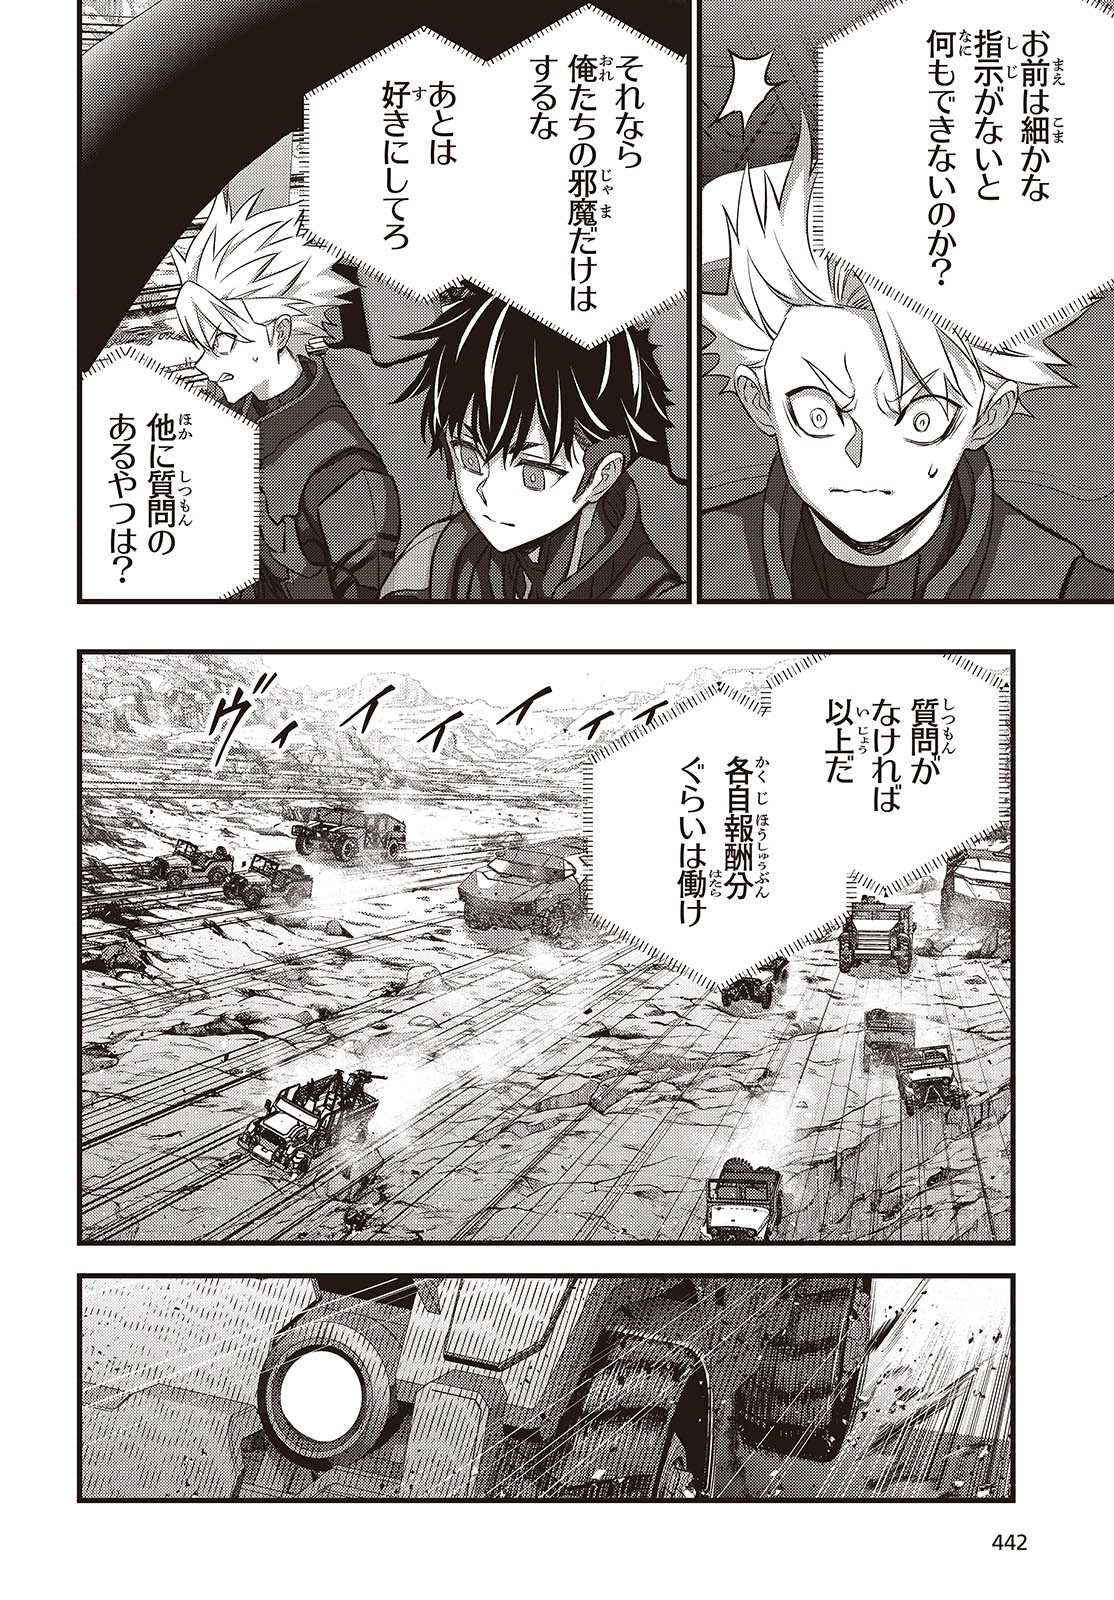 お前は細かな
指示がないと
何もできないのか？
それなら
俺たちの邪魔だけは
するな
あとは
好きにしてろ
他に質問の
あるやつは？
質問が
なければ
以上だ
各自報酬分
ぐらいは働け
ヴィイイイィィ
442